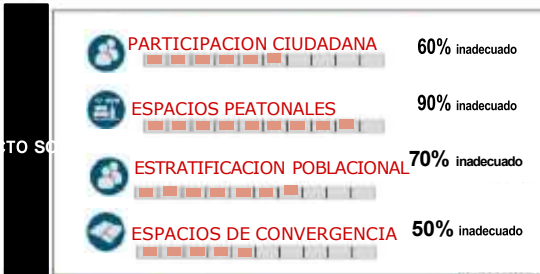 PARTICIPACION CIUDADANA 60% inadecuado
ESPACIOS PEATONALES 90% inadecuado
CTO SO
ESTRATIFICACION POBLACIONAL 70% inadecuado
ESPACIOS DE CONVERGENCIA 50% inadecuado